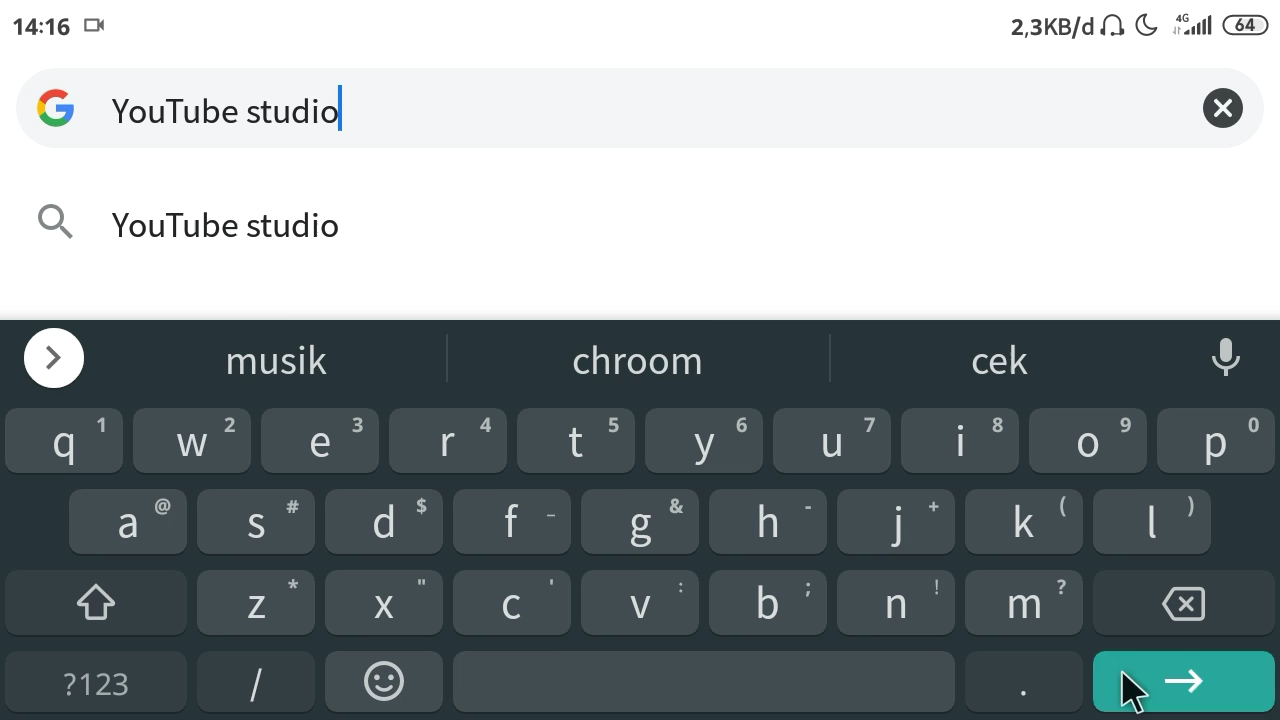 14:16 2,3KB/d 4G 64
YouTube studio
YouTube studio
musik chroom cek
q 1 w 2 e 3 r 4 t 5 y 6 u 7 i 8 o 9 p 0
a @ s # d $ f _ g & h - j + k ( l )
z * x " c ' v : b ; n ! m ?
?123 / .